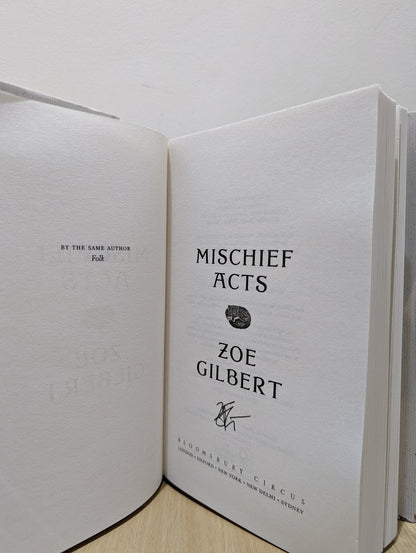 BY THE SAME AUTHOR
Folk
MISCHIEF
ACTS
ZOE
GILBERT
BLOOMSBURY CIRCUS
LONDON • OXFORD • NEW YORK • NEW DELHI • SYDNEY